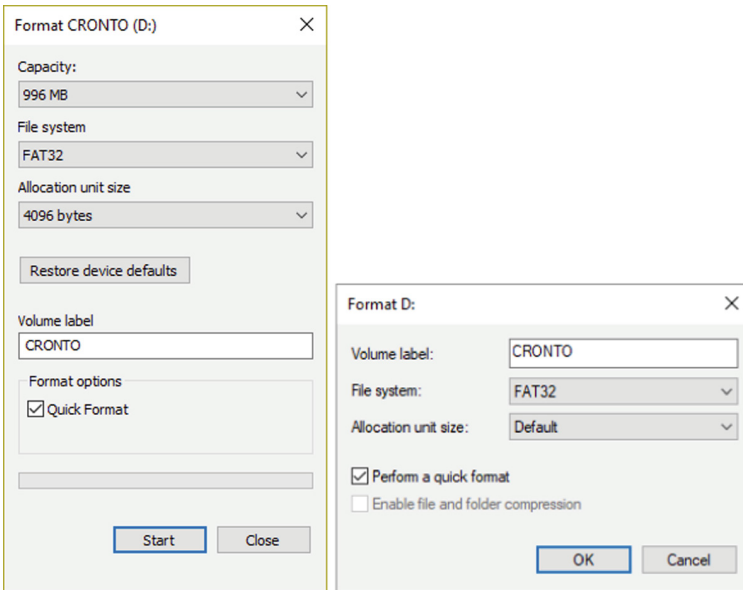 Format CRONTO (D:)
Capacity:
996 MB
File system
FAT32
Allocation unit size
4096 bytes
Restore device defaults
Volume label
CRONTO
Format options
Quick Format
Start Close
Format D:
Volume label: CRONTO
File system: FAT32
Allocation unit size: Default
Perform a quick format
Enable file and folder compression
OK Cancel